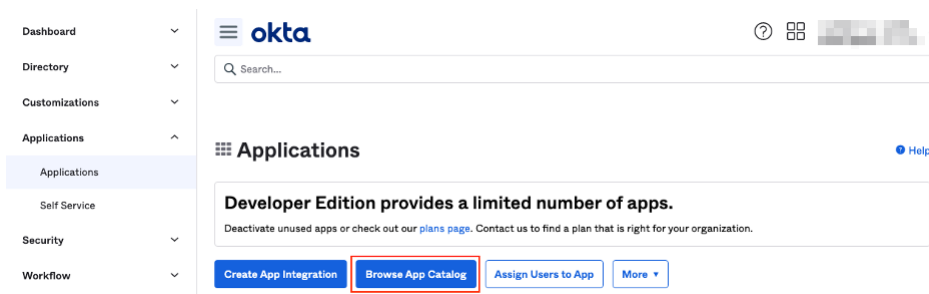 Dashboard
Directory
Customizations
Applications
Applications
Self Service
Security
Workflow
okta
Search...
Applications
Help
Developer Edition provides a limited number of apps.
Deactivate unused apps or check out our plans page. Contact us to find a plan that is right for your organization.
Create App Integration
Browse App Catalog
Assign Users to App
More